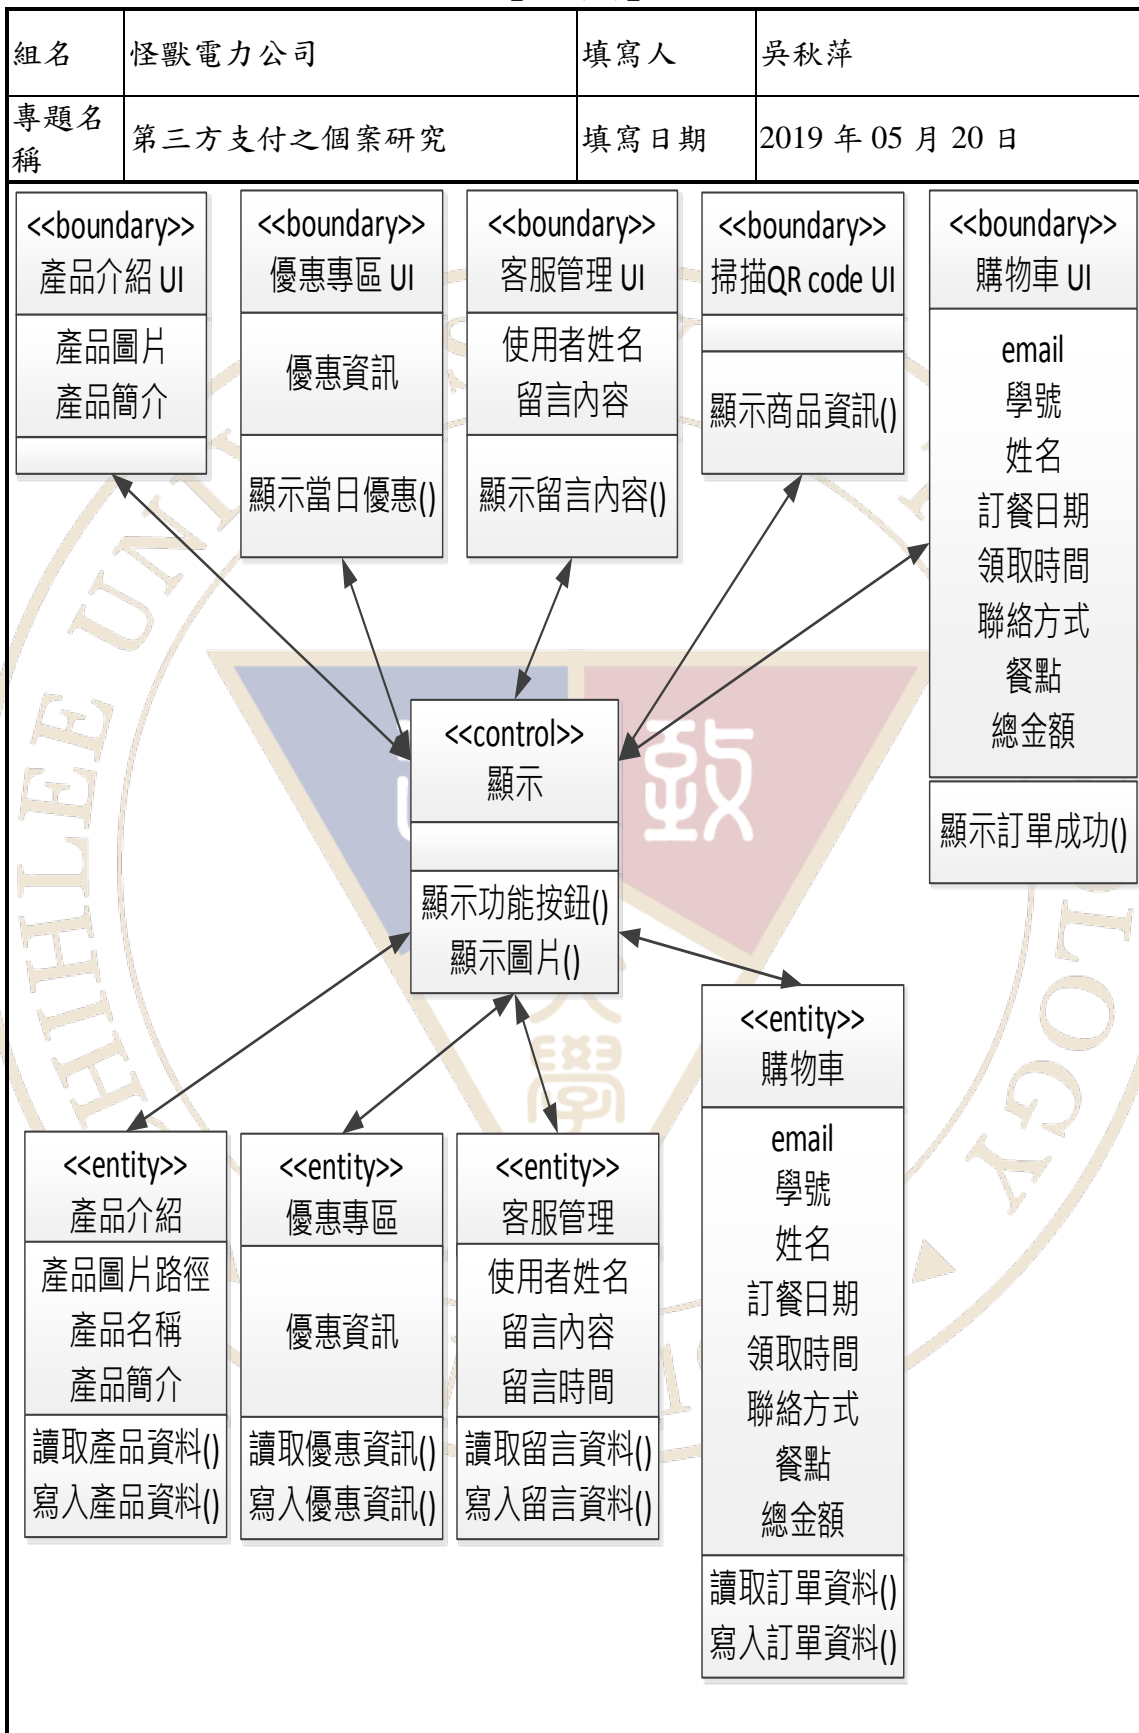 組名 怪獸電力公司 填寫人 吳秋萍
專題名稱 第三方支付之個案研究 填寫日期 2019 年 05 月 20 日
<<boundary>>
產品介紹 UI
產品圖片
產品簡介
<<boundary>>
優惠專區 UI
優惠資訊
顯示當日優惠()
<<boundary>>
客服管理 UI
使用者姓名
留言內容
顯示留言內容()
<<boundary>>
掃描QR code UI
顯示商品資訊()
<<boundary>>
購物車 UI
email
學號
姓名
訂餐日期
領取時間
聯絡方式
餐點
總金額
顯示訂單成功()
<<control>>
顯示
顯示功能按鈕()
顯示圖片()
<<entity>>
產品介紹
產品圖片路徑
產品名稱
產品簡介
讀取產品資料()
寫入產品資料()
<<entity>>
優惠專區
優惠資訊
讀取優惠資訊()
寫入優惠資訊()
<<entity>>
客服管理
使用者姓名
留言內容
留言時間
讀取留言資料()
寫入留言資料()
<<entity>>
購物車
email
學號
姓名
訂餐日期
領取時間
聯絡方式
餐點
總金額
讀取訂單資料()
寫入訂單資料()